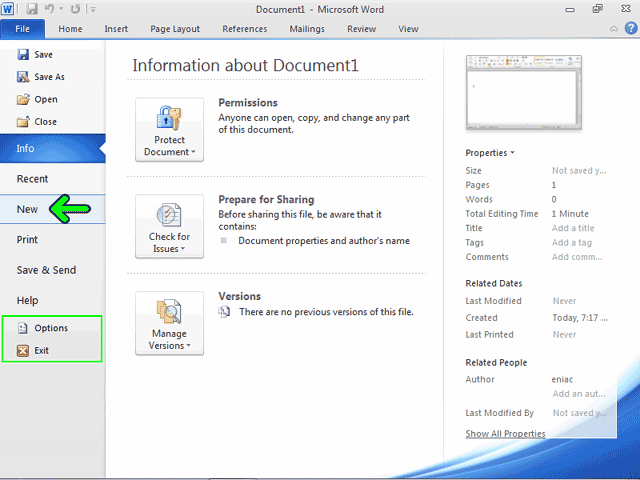 Document1 - Microsoft Word
File Home Insert Page Layout References Mailings Review View
Save
Save As
Open
Close
Info
Recent
New
Print
Save & Send
Help
Options
Exit
Information about Document1
Protect
Document
Permissions
Anyone can open, copy, and change any part
of this document.
Check for
Issues
Prepare for Sharing
Before sharing this file, be aware that it
contains:
Document properties and author's name
Manage
Versions
Versions
There are no previous versions of this file.
Properties
Size Not saved y...
Pages 1
Words 0
Total Editing Time 1 Minute
Title Add a title
Tags Add a tag
Comments Add comm...
Related Dates
Last Modified Never
Created Today, 7:17 ...
Last Printed Never
Related People
Author eniac
Add an aut...
Last Modified By Not saved y...
Show All Properties